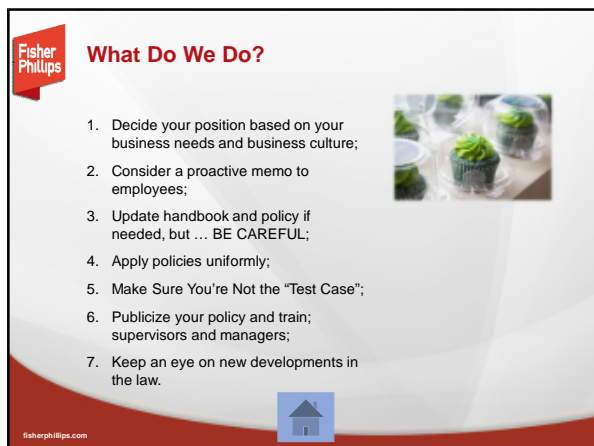 Fisher
Phillips
What Do We Do?
1. Decide your position based on your
business needs and business culture;
2. Consider a proactive memo to
employees;
3. Update handbook and policy if
needed, but … BE CAREFUL;
4. Apply policies uniformly;
5. Make Sure You’re Not the “Test Case”;
6. Publicize your policy and train;
supervisors and managers;
7. Keep an eye on new developments in
the law.
fisherphillips.com